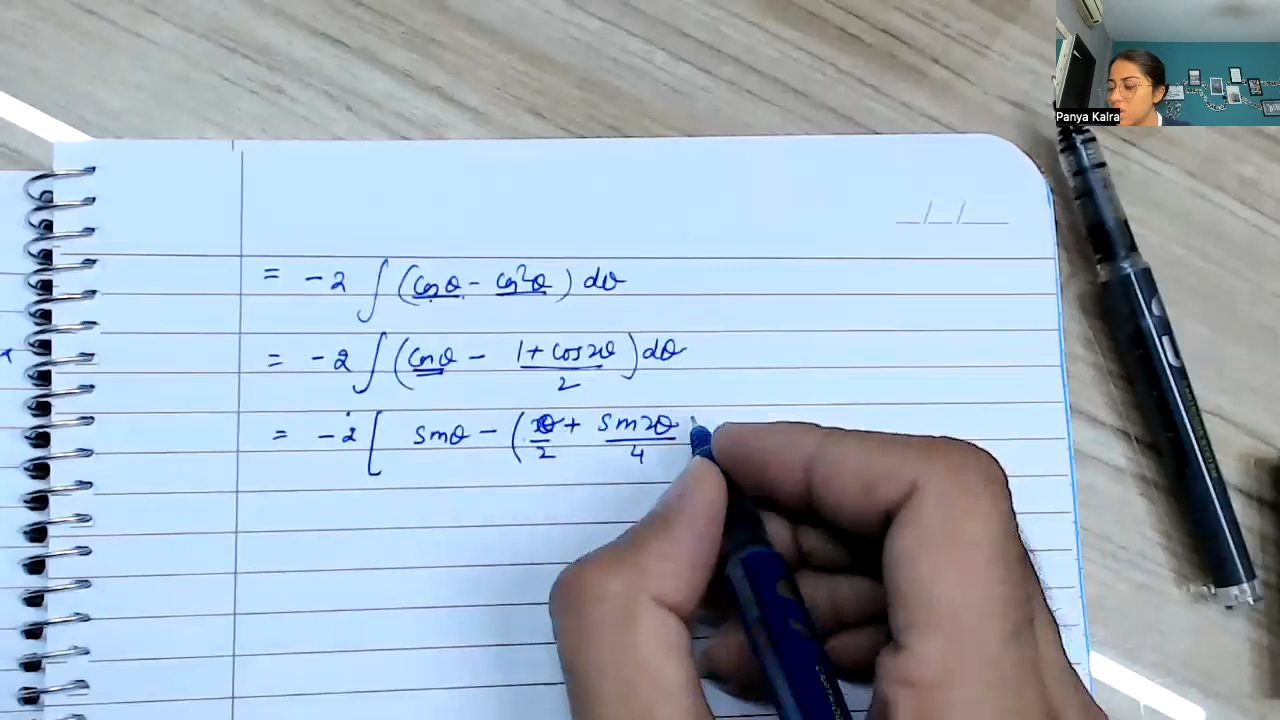 Panya Kalra
__/__/____
= -2 ∫ (cosθ - cos²θ) dθ
= -2 ∫ (cosθ - 1 + cos2θ / 2) dθ
= -2 [ sinθ - ( θ/2 + sin2θ/4